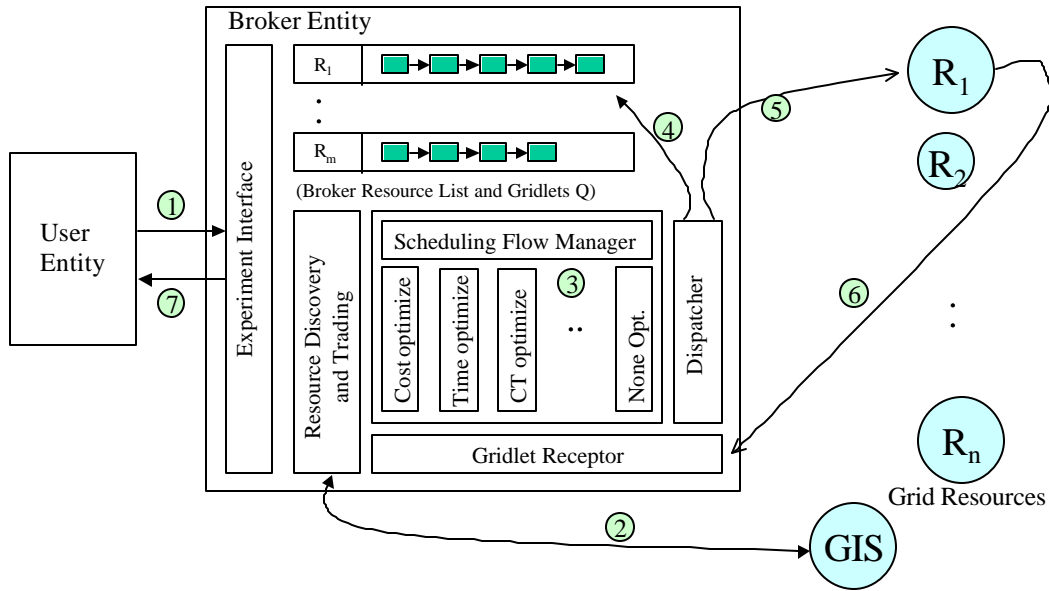 Broker Entity
R1
.
.
Rm
(Broker Resource List and Gridlets Q)
User
Entity
1
7
Experiment Interface
Resource Discovery
and Trading
Scheduling Flow Manager
Cost optimize
Time optimize
CT optimize
3
..
None Opt.
Dispatcher
Gridlet Receptor
4
5
6
2
R1
R2
.
.
Rn
Grid Resources
GIS